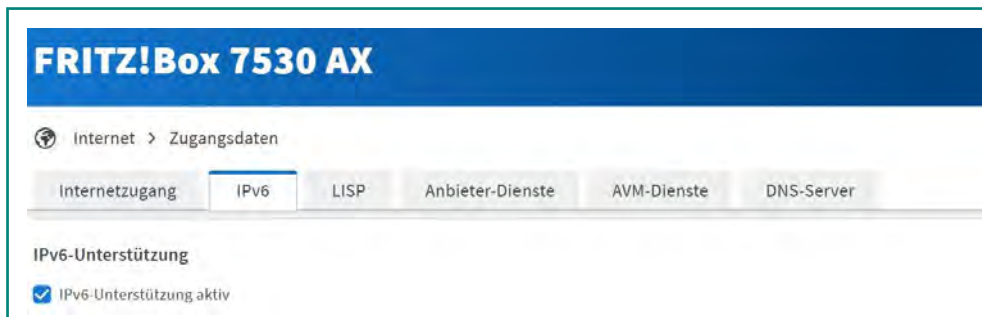 FRITZ!Box 7530 AX
Internet > Zugangsdaten
Internetzugang IPv6 LISP Anbieter-Dienste AVM-Dienste DNS-Server
IPv6-Unterstützung
IPv6-Unterstützung aktiv